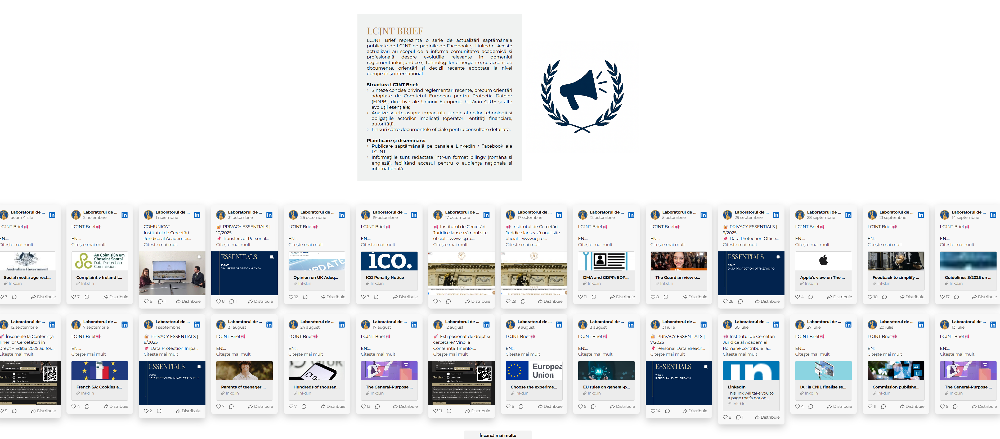 LCJNT BRIEF
LCJNT Brief reprezintă o serie de actualizări săptămânale
publicate de LCJNT pe paginile de Facebook și LinkedIn. Aceste
actualizări au scopul de a informa comunitatea academică și
profesională despre evoluțiile relevante în domeniul
reglementărilor juridice și tehnologiilor emergente, cu accent pe
documente, orientări și decizii recente adoptate la nivel
european și internațional.
Structura LCJNT Brief:
Sinteze concise privind reglementări recente, precum orientări
adoptate de Comitetul European pentru Protecția Datelor
(EDPB), directive ale Uniunii Europene, hotărâri CJUE și alte
evoluții esențiale;
Analize scurte asupra impactului juridic al noilor tehnologii și
obligațiile actorilor implicați (operatori, entități financiare,
autorități).
Linkuri către documentele oficiale pentru consultare detaliată.
Planificare și diseminare:
Publicare săptămânală pe canalele LinkedIn / Facebook ale
LCJNT.
Informațiile sunt redactate într-un format bilingv (română și
engleză), facilitând accesul pentru o audiență națională și
internațională.
Laboratorul de ...
acum 4 zile
LCJNT Brief
EN:...
Citește mai mult
Australian Government
Social media age rest...
lnkd.in
7
Distribuie
Laboratorul de ...
2 noiembrie
LCJNT Brief
EN:...
Citește mai mult
An Coimisiún um
Chosaint Sonraí
Data Protection
Commission
Complaint v Ireland t...
lnkd.in
7
Distribuie
Laboratorul de ...
1 noiembrie
COMUNICAT
Institutul de Cercetări
Juridice al Academiei...
Citește mai mult
61
1
Distribuie
Laboratorul de ...
31 octombrie
PRIVACY ESSENTIALS |
10/2025
Transfers of Personal...
Citește mai mult
ESSENTIALS
10/2025
TRANSFERS OF PERSONAL DATA
8
1
Distribuie
Laboratorul de ...
26 octombrie
LCJNT Brief
EN:...
Citește mai mult
UPDATE
Opinion on UK Adeq...
lnkd.in
12
Distribuie
Laboratorul de ...
19 octombrie
LCJNT Brief
EN:...
Citește mai mult
ico.
ICO Penalty Notice
lnkd.in
7
Distribuie
Laboratorul de ...
17 octombrie
Institutul de Cercetări
Juridice lansează noul site
oficial – www.icj.ro....
Citește mai mult
ACADEMIA ROMANA
7
Distribuie
Laboratorul de ...
17 octombrie
Institutul de Cercetări
Juridice lansează noul site
oficial – www.icj.ro....
Citește mai mult
ACADEMIA ROMANA
29
Distribuie
Laboratorul de ...
12 octombrie
LCJNT Brief
EN:...
Citește mai mult
DMA and GDPR: EDP...
lnkd.in
11
Distribuie
Laboratorul de ...
5 octombrie
LCJNT Brief
EN:...
Citește mai mult
The
The Guardian view o...
lnkd.in
8
Distribuie
Laboratorul de ...
29 septembrie
PRIVACY ESSENTIALS |
9/2025
Data Protection Office...
Citește mai mult
ESSENTIALS
9/2025
DATA PROTECTION OFFICER (DPO)
28
Distribuie
Laboratorul de ...
28 septembrie
LCJNT Brief
EN:...
Citește mai mult
Apple's view on The ...
lnkd.in
4
Distribuie
Laboratorul de ...
21 septembrie
LCJNT Brief
EN:...
Citește mai mult
Feedback to simplify ...
lnkd.in
10
Distribuie
Laboratorul de ...
14 septembrie
LCJNT Brief
EN:...
Citește mai mult
Guidelines 3/2025 on ...
lnkd.in
17
Distribuie
Laboratorul de ...
12 septembrie
Înscrierile la Conferința
Tinerilor Cercetători în
Drept – Ediția 2025 au fos...
Citește mai mult
Secțiuni
5
Distribuie
Laboratorul de ...
7 septembrie
LCJNT Brief
EN:...
Citește mai mult
French SA: Cookies a...
lnkd.in
4
Distribuie
Laboratorul de ...
1 septembrie
PRIVACY ESSENTIALS |
8/2025
Data Protection Impa...
Citește mai mult
ESSENTIALS
8/2025
DATA PROTECTION IMPACT ASSESSMENT
2
Distribuie
Laboratorul de ...
31 august
LCJNT Brief
EN:...
Citește mai mult
Parents of teenager ...
lnkd.in
7
Distribuie
Laboratorul de ...
24 august
LCJNT Brief
EN:...
Citește mai mult
Hundreds of thousan...
lnkd.in
7
Distribuie
Laboratorul de ...
17 august
LCJNT Brief
EN:...
Citește mai mult
The General-Purpose ...
lnkd.in
13
Distribuie
Laboratorul de ...
12 august
Ești pasionat de drept și
cercetare? Vino la
Conferința Tinerilor...
Citește mai mult
Secțiuni
Drept Privat
Drept Public
Drept European
11
Distribuie
Laboratorul de ...
9 august
LCJNT Brief
EN:...
Citește mai mult
Europea
Union
Choose the experime...
lnkd.in
6
Distribuie
Laboratorul de ...
3 august
LCJNT Brief
EN:...
Citește mai mult
AI
EU rules on general-p...
lnkd.in
5
Distribuie
Laboratorul de ...
31 iulie
PRIVACY ESSENTIALS |
7/2025
Personal Data Breach...
Citește mai mult
ESSENTIALS
7/2025
PERSONAL DATA BREACH
14
Distribuie
Laboratorul de ...
30 iulie
Institutul de Cercetări
Juridice al Academiei
Române contribuie la...
Citește mai mult
in
LinkedIn
This link will take you to
a page that's not on...
lnkd.in
8
1
Distribuie
Laboratorul de ...
27 iulie
LCJNT Brief
EN:...
Citește mai mult
IA : la CNIL finalise se...
lnkd.in
4
Distribuie
Laboratorul de ...
20 iulie
LCJNT Brief
EN:...
Citește mai mult
Commission publishe...
lnkd.in
11
Distribuie
Laboratorul de ...
13 iulie
LCJNT Brief
EN:...
Citește mai mult
The General-Purpose ...
lnkd.in
5
Distribuie
Încarcă mai multe